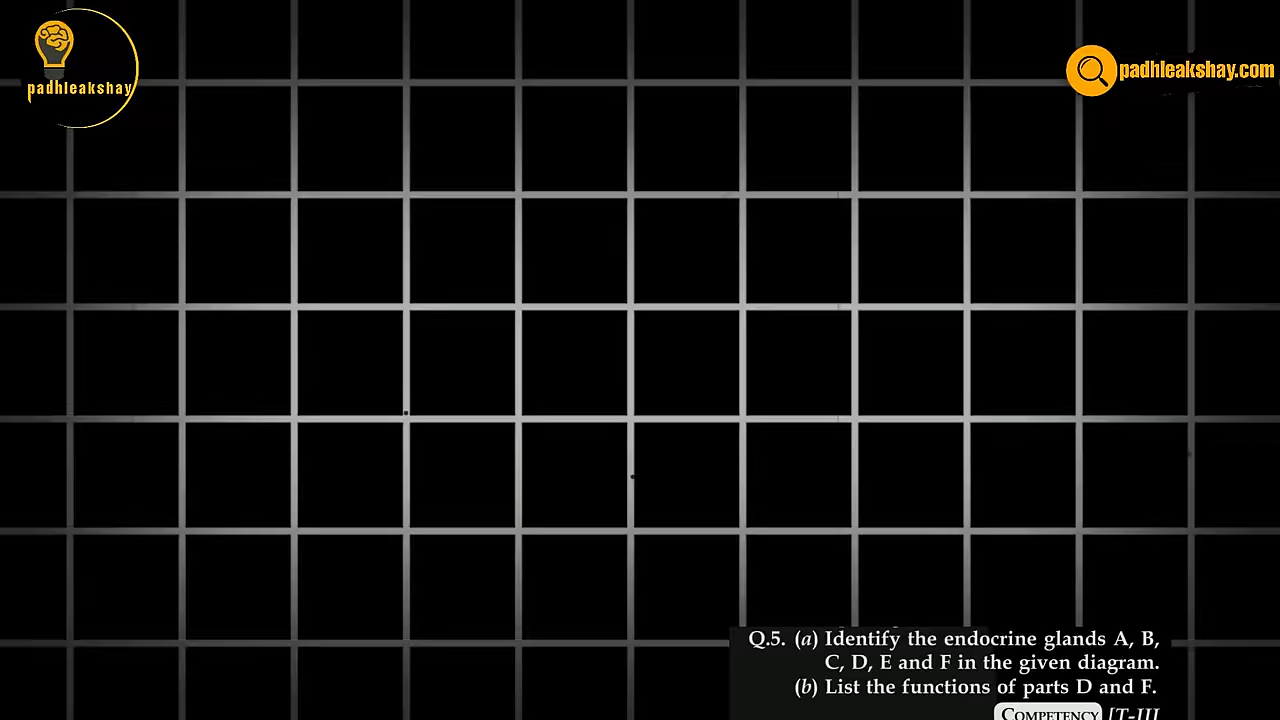 padhleakshay
padhleakshay.com
Q.5. (a) Identify the endocrine glands A, B,
C, D, E and F in the given diagram.
(b) List the functions of parts D and F.
COMPETENCY [T-II]